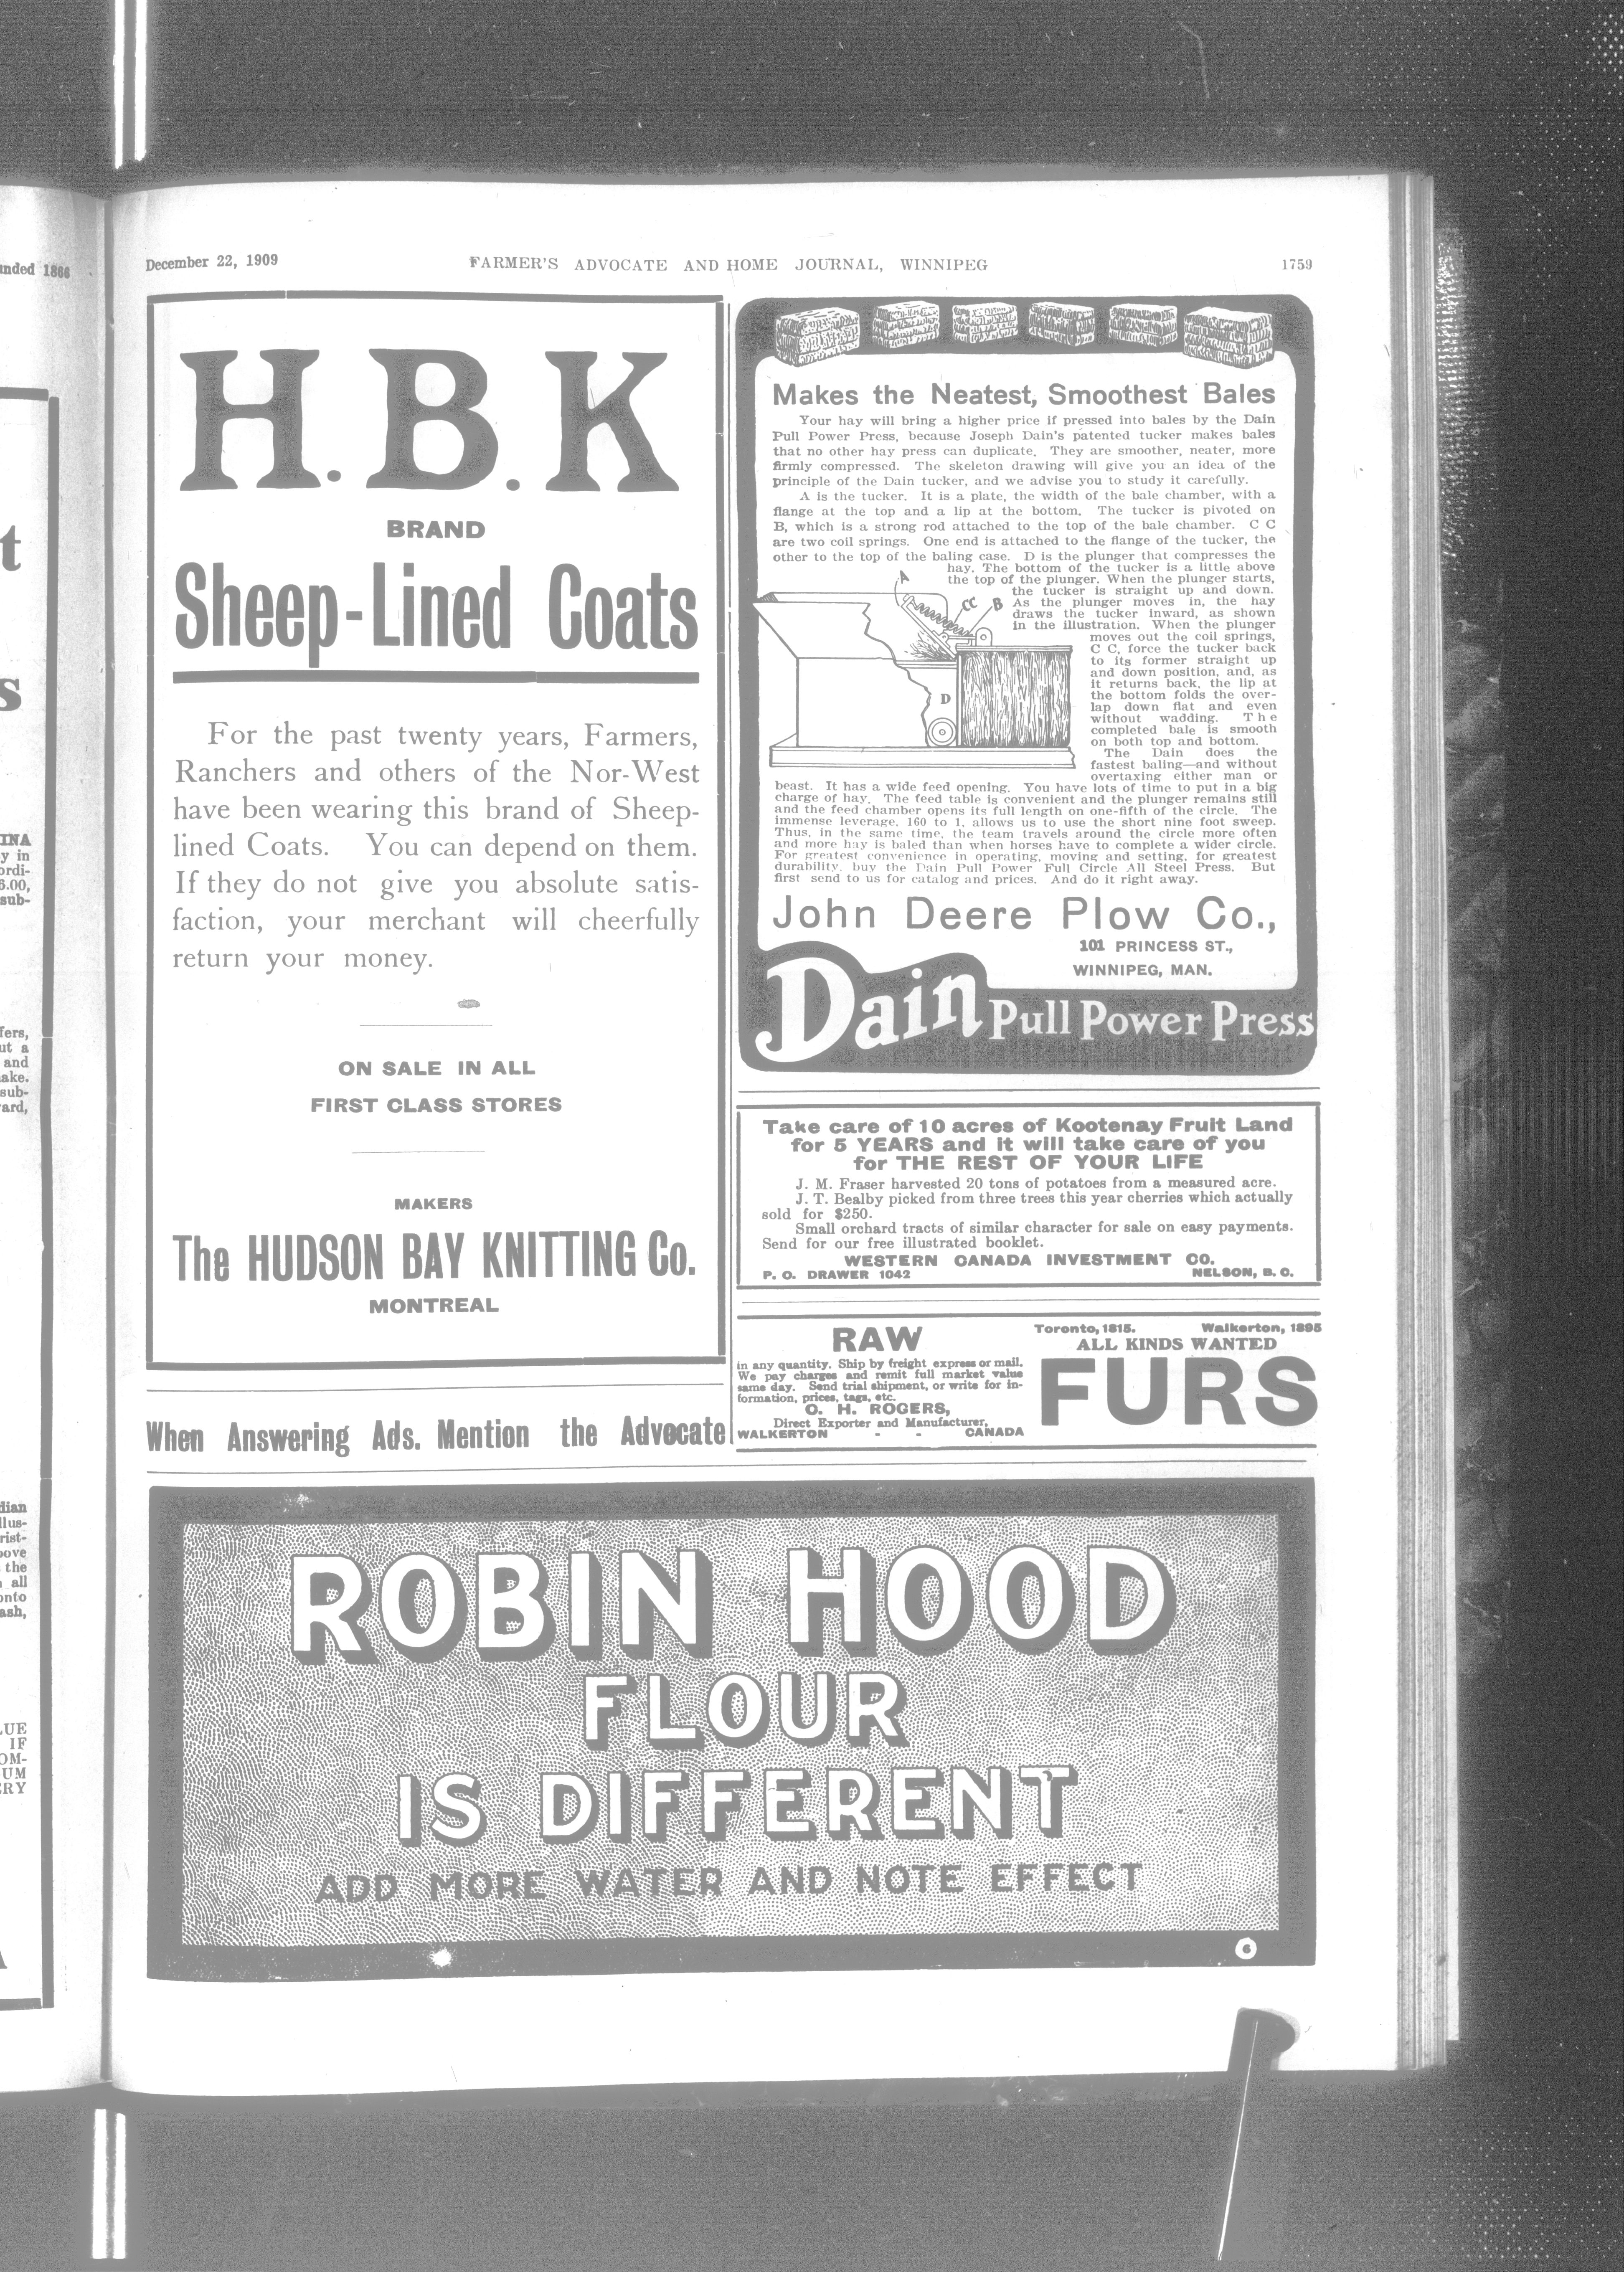 December 22, 1909
FARMER'S ADVOCATE AND HOME JOURNAL, WINNIPEG
1759
H.B.K
BRAND
Sheep-Lined Coats
For the past twenty years, Farmers,
Ranchers and others of the Nor-West
have been wearing this brand of Sheep-
lined Coats. You can depend on them.
If they do not give you absolute satis-
faction, your merchant will cheerfully
return your money.
ON SALE IN ALL
FIRST CLASS STORES
MAKERS
The HUDSON BAY KNITTING Co.
MONTREAL
When Answering Ads. Mention the Advocate
Makes the Neatest, Smoothest Bales
Your hay will bring a higher price if pressed into bales by the Dain
Pull Power Press, because Joseph Dain's patented tucker makes bales
that no other hay press can duplicate. They are smoother, neater, more
firmly compressed. The skeleton drawing will give you an idea of the
principle of the Dain tucker, and we advise you to study it carefully.
A is the tucker. It is a plate, the width of the bale chamber, with a
flange at the top and a lip at the bottom. The tucker is pivoted on
B, which is a strong rod attached to the top of the bale chamber. C C
are two coil springs. One end is attached to the flange of the tucker, the
other to the top of the baling case. D is the plunger that compresses the
hay. The bottom of the tucker is a little above
the top of the plunger. When the plunger starts,
the tucker is straight up and down.
As the plunger moves in, the hay
draws the tucker inward, as shown
in the illustration. When the plunger
moves out the coil springs,
C C, force the tucker back
to its former straight up
and down position, and, as
it returns back, the lip at
the bottom folds the over-
lap down flat and even
without wadding. The
completed bale is smooth
on both top and bottom.
The Dain does the
fastest baling—and without
overtaxing either man or
beast. It has a wide feed opening. You have lots of time to put in a big
charge of hay. The feed table is convenient and the plunger remains still
and the feed chamber opens its full length on one-fifth of the circle. The
immense leverage, 160 to 1, allows us to use the short nine foot sweep.
Thus, in the same time, the team travels around the circle more often
and more hay is baled than when horses have to complete a wider circle.
For greatest convenience in operating, moving and setting, for greatest
durability, buy the Dain Pull Power Full Circle All Steel Press. But
first send to us for catalog and prices. And do it right away.
A
CC
B
D
John Deere Plow Co.,
101 PRINCESS ST.,
WINNIPEG, MAN.
Dain Pull Power Press
Take care of 10 acres of Kootenay Fruit Land
for 5 YEARS and it will take care of you
for THE REST OF YOUR LIFE
J. M. Fraser harvested 20 tons of potatoes from a measured acre.
J. T. Bealby picked from three trees this year cherries which actually
sold for $250.
Small orchard tracts of similar character for sale on easy payments.
Send for our free illustrated booklet.
WESTERN CANADA INVESTMENT CO.
P. O. DRAWER 1042 NELSON, B. C.
RAW
in any quantity. Ship by freight express or mail.
We pay charges and remit full market value
same day. Send trial shipment, or write for in-
formation, prices, tags, etc.
C. H. ROGERS,
Direct Exporter and Manufacturer,
WALKERTON - - CANADA
Toronto, 1815. Walkerton, 1895
ALL KINDS WANTED
FURS
ROBIN HOOD
FLOUR
IS DIFFERENT
ADD MORE WATER AND NOTE EFFECT
nded 1866
t
s
INA
y in
ordi-
6.00,
sub-
fers,
ut a
and
ake.
sub-
ard,
dian
llus-
rist-
bove
the
all
onto
ash,
LUE
IF
OM-
UM
ERY